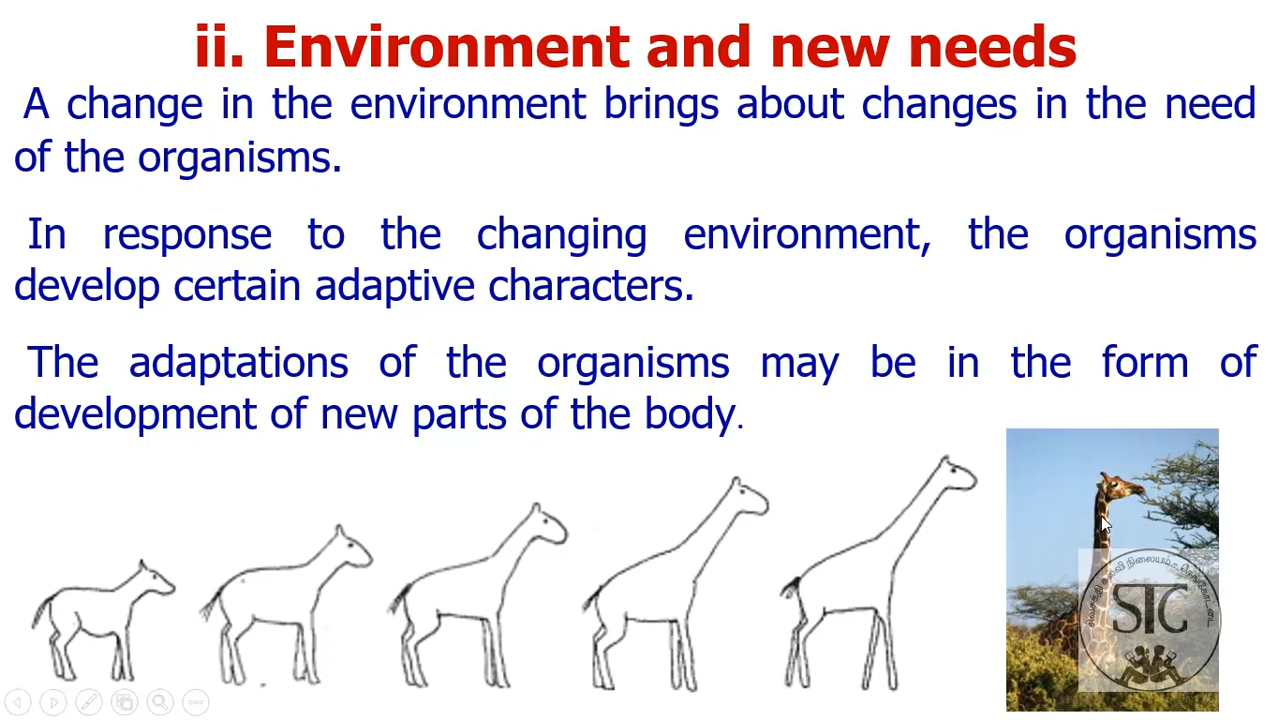 ii. Environment and new needs
A change in the environment brings about changes in the need
of the organisms.
In response to the changing environment, the organisms
develop certain adaptive characters.
The adaptations of the organisms may be in the form of
development of new parts of the body.
STC